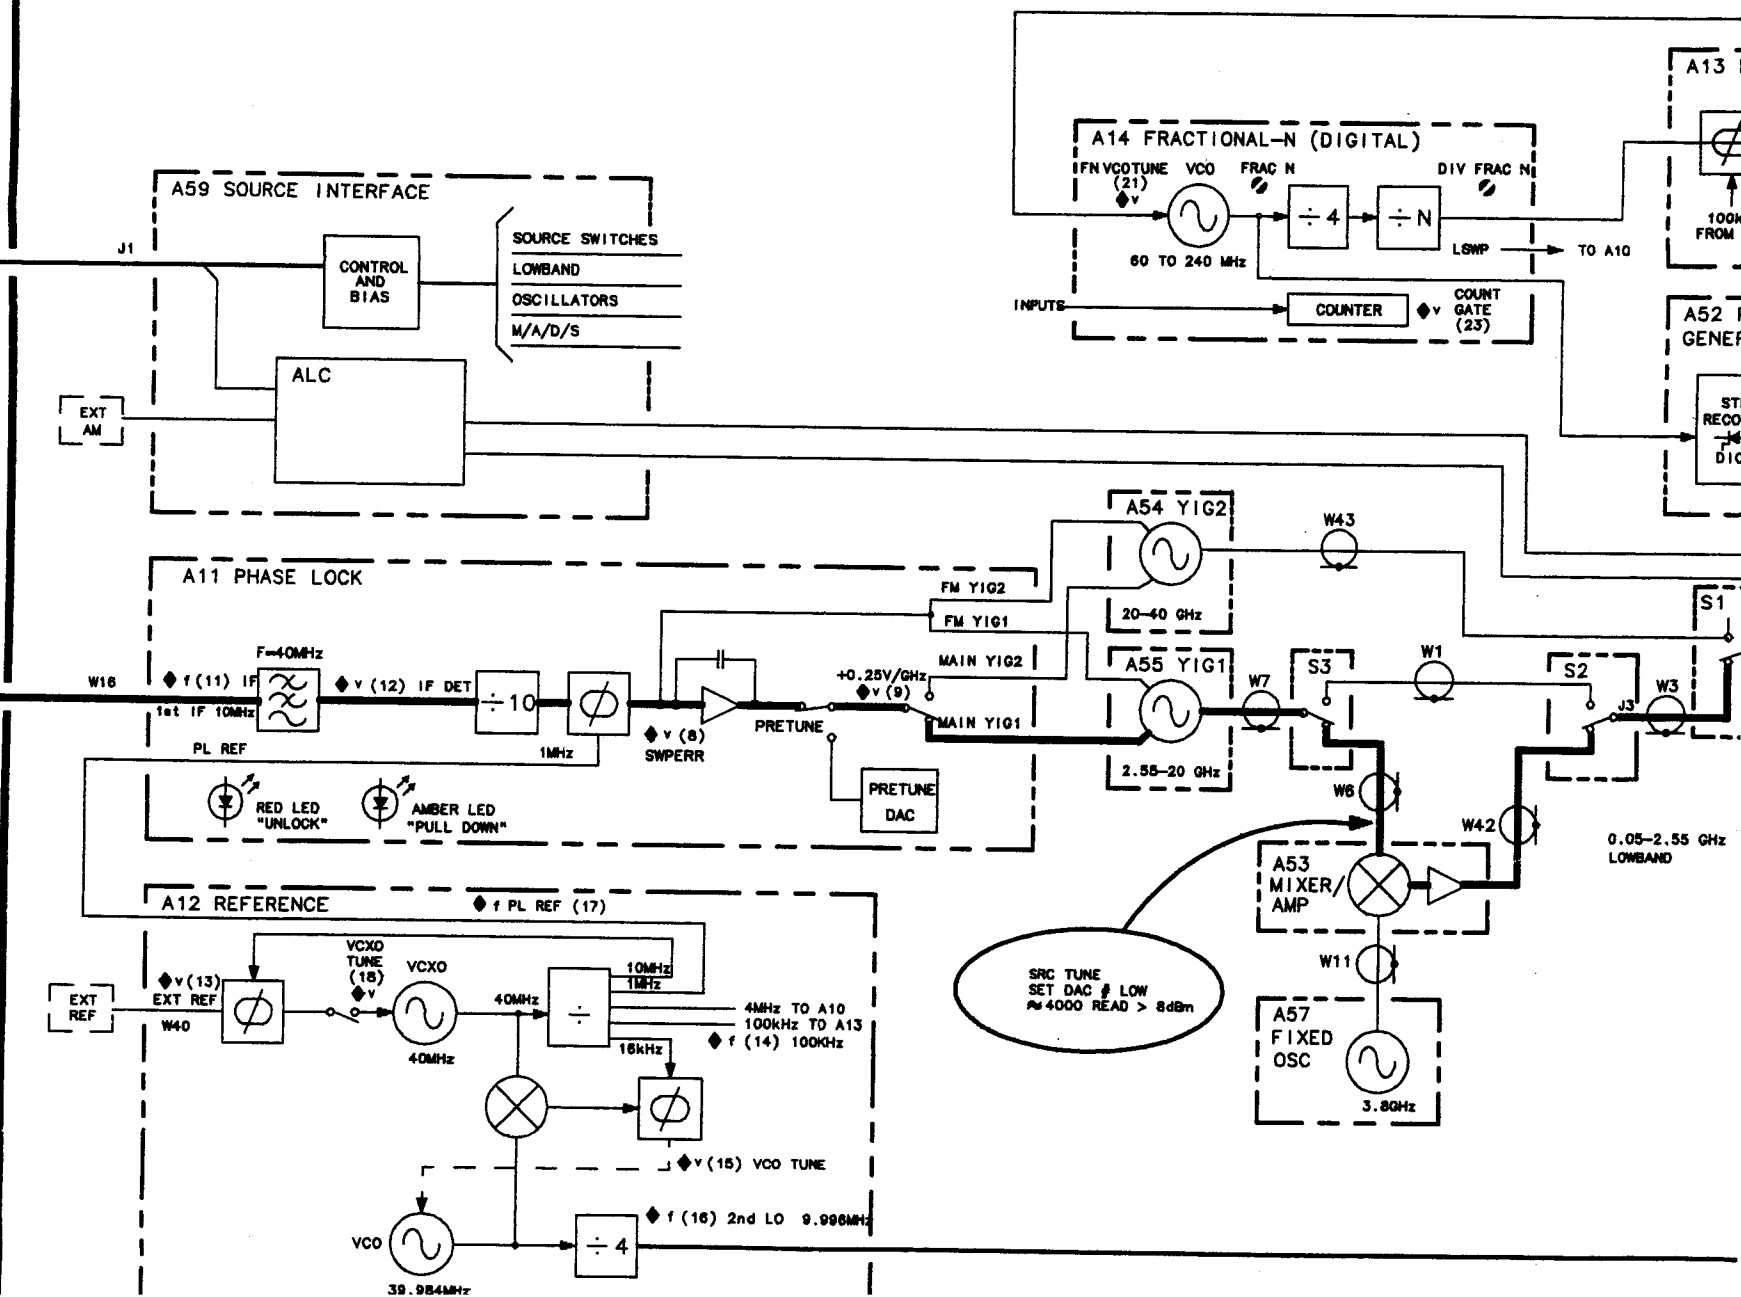 A13
A14 FRACTIONAL-N (DIGITAL)
FN VCOTUNE
(21)
v
VCO
FRAC N
DIV FRAC N
÷ 4
÷ N
60 TO 240 MHz
LSWP
TO A10
100K
FROM
INPUTS
COUNTER
v
COUNT
GATE
(23)
A52
GENER
STE
RECO
DIO
A59 SOURCE INTERFACE
J1
CONTROL
AND
BIAS
SOURCE SWITCHES
LOWBAND
OSCILLATORS
M/A/D/S
ALC
EXT
AM
A54 YIG2
20-40 GHz
W43
S1
A11 PHASE LOCK
FM YIG2
FM YIG1
MAIN YIG2
MAIN YIG1
F=40MHz
W16
f (11) IF
1st IF 10MHz
v (12) IF DET
÷ 10
+0.25V/GHz
v (9)
PRETUNE
v (8)
SWPERR
1MHz
PL REF
RED LED
"UNLOCK"
AMBER LED
"PULL DOWN"
PRETUNE
DAC
A55 YIG1
2.55-20 GHz
W7
S3
W1
S2
J3
W3
W6
W42
0.05-2.55 GHz
LOWBAND
A53
MIXER/
AMP
W11
A57
FIXED
OSC
3.8GHz
SRC TUNE
SET DAC # LOW
≈ 4000 READ > 8dBm
A12 REFERENCE
f PL REF (17)
VCXO
TUNE
(18)
v
VCXO
10MHz
1MHz
EXT
REF
v (13)
EXT REF
W40
40MHz
÷
40MHz
4MHz TO A10
100kHz TO A13
f (14) 100KHz
16kHz
v (15) VCO TUNE
f (16) 2nd LO 9.996MHz
VCO
÷ 4
39.984MHz